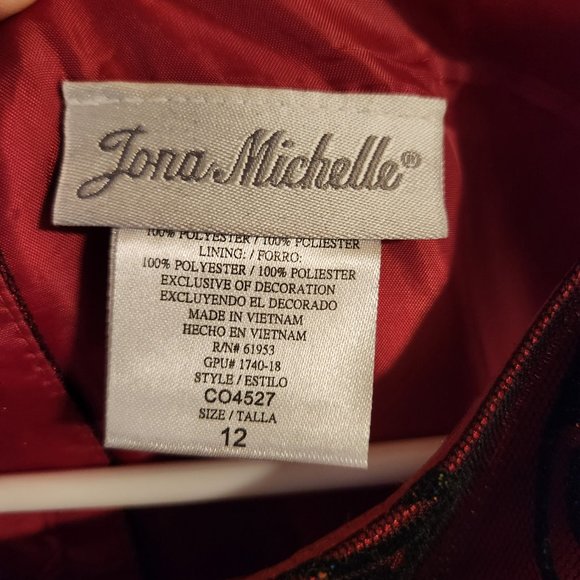 Jona Michelle®
100% POLYESTER / 100% POLIESTER
LINING: / FORRO:
100% POLYESTER / 100% POLIESTER
EXCLUSIVE OF DECORATION
EXCLUYENDO EL DECORADO
MADE IN VIETNAM
HECHO EN VIETNAM
R/N# 61953
GPU# 1740-18
STYLE / ESTILO
CO4527
SIZE / TALLA
12